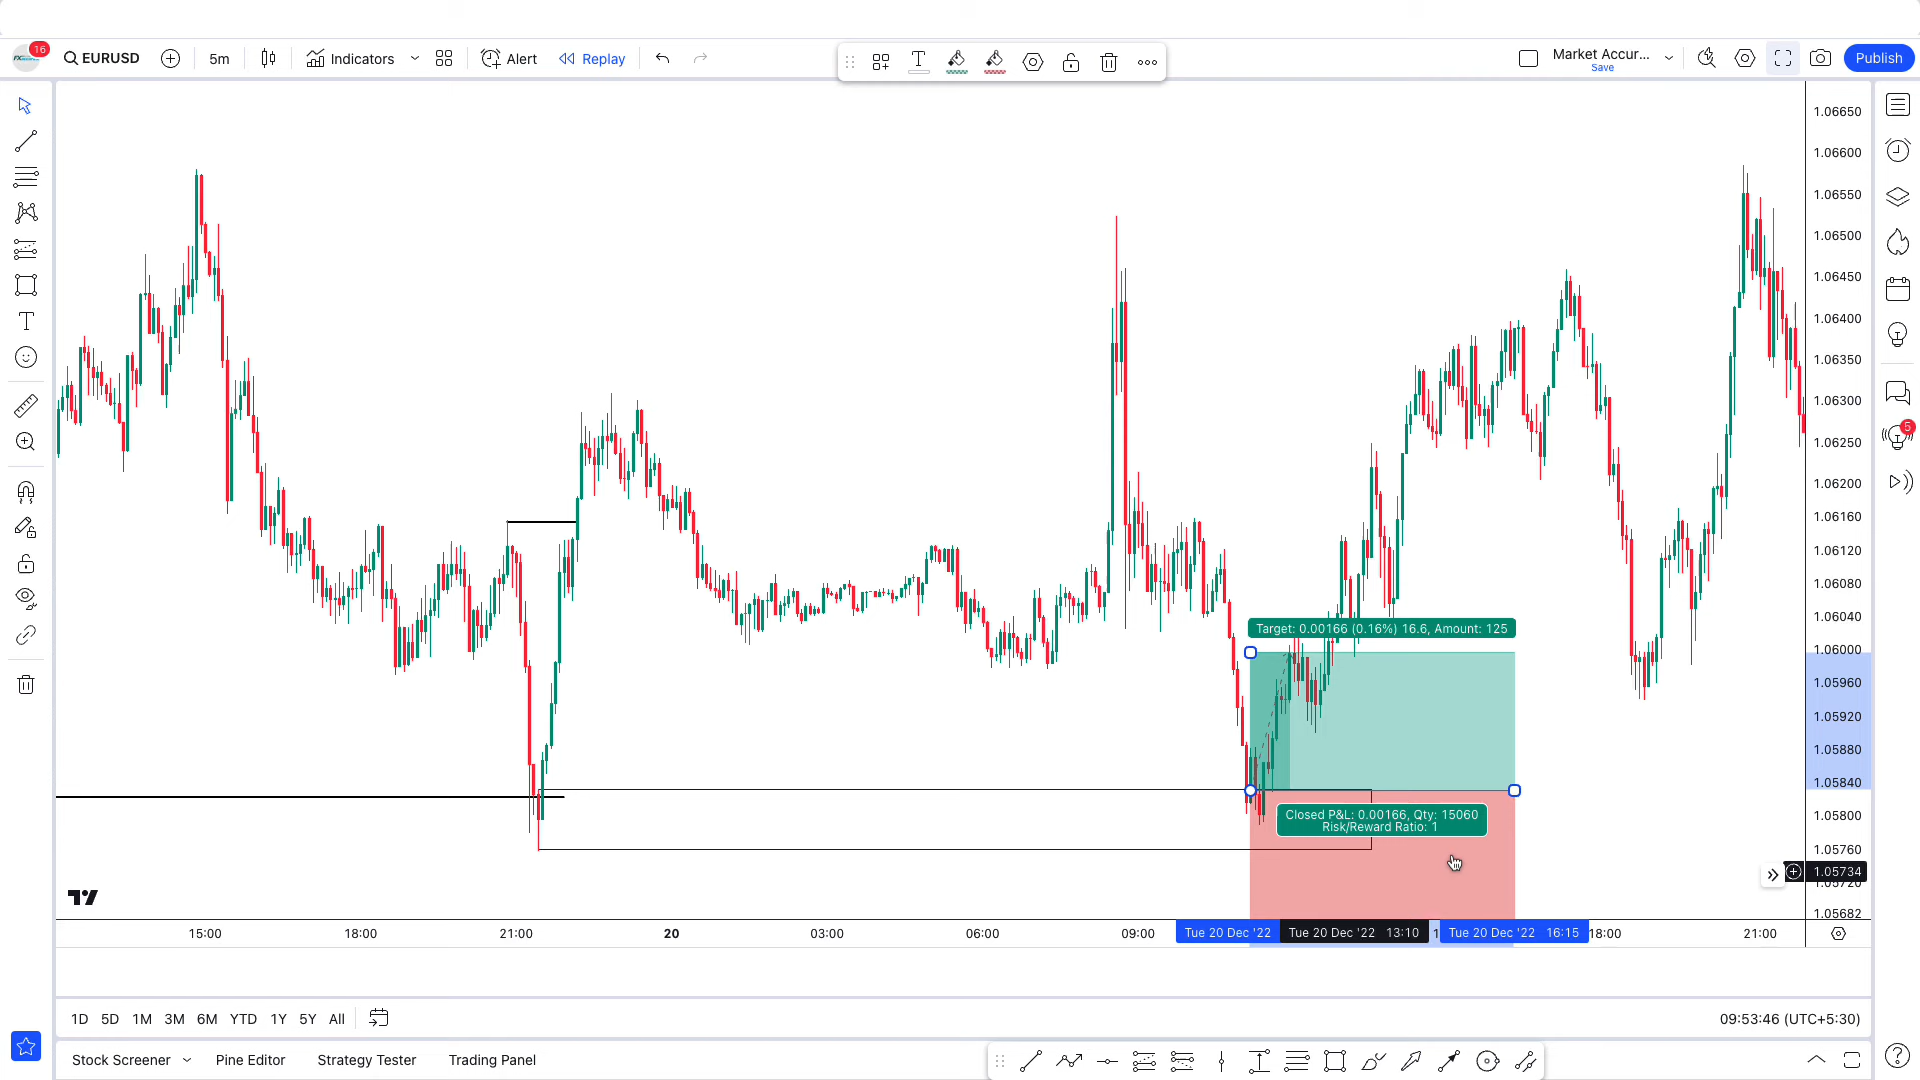 16
EURUSD
5m
Indicators
Alert
Replay
Market Accur...
Save
Publish
1.06650
1.06600
1.06550
1.06500
1.06450
1.06400
1.06350
1.06300
1.06250
1.06200
1.06160
1.06120
1.06080
1.06040
1.06000
1.05960
1.05920
1.05880
1.05840
1.05800
1.05760
1.05734
1.05720
1.05682
5
Target: 0.00166 (0.16%) 16.6, Amount: 125
Closed P&L: 0.00166, Qty: 15060
Risk/Reward Ratio: 1
15:00 18:00 21:00 20 03:00 06:00 09:00 Tue 20 Dec '22 Tue 20 Dec '22 13:10 1 Tue 20 Dec '22 16:15 18:00 21:00
1D 5D 1M 3M 6M YTD 1Y 5Y All
09:53:46 (UTC+5:30)
Stock Screener Pine Editor Strategy Tester Trading Panel